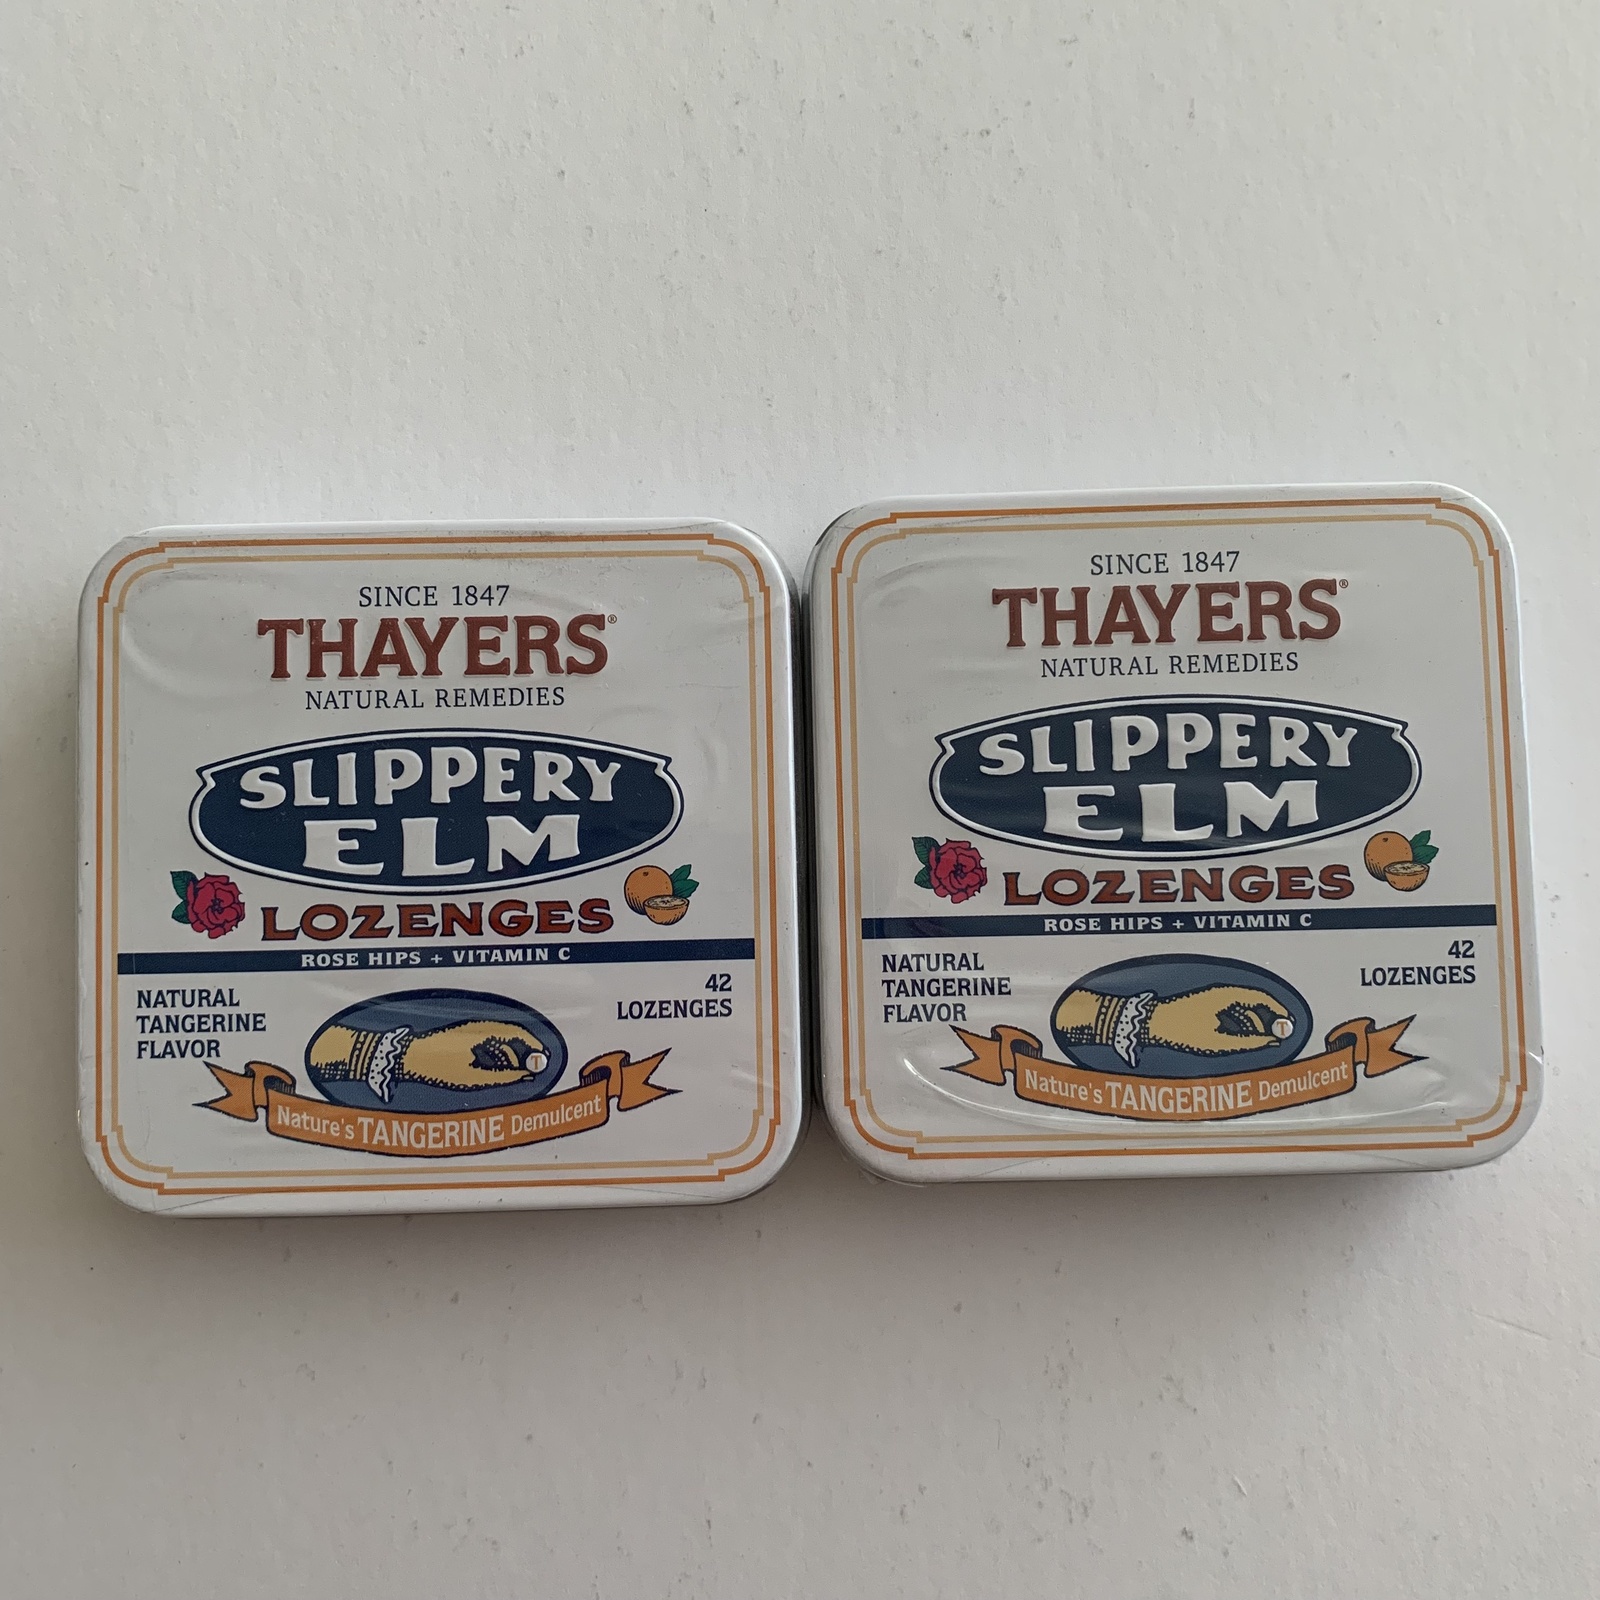 SINCE 1847
THAYERS®
NATURAL REMEDIES
SLIPPERY
ELM
LOZENGES
ROSE HIPS + VITAMIN C
NATURAL
TANGERINE
FLAVOR
42
LOZENGES
T
Nature's TANGERINE Demulcent
SINCE 1847
THAYERS®
NATURAL REMEDIES
SLIPPERY
ELM
LOZENGES
ROSE HIPS + VITAMIN C
NATURAL
TANGERINE
FLAVOR
42
LOZENGES
T
Nature's TANGERINE Demulcent